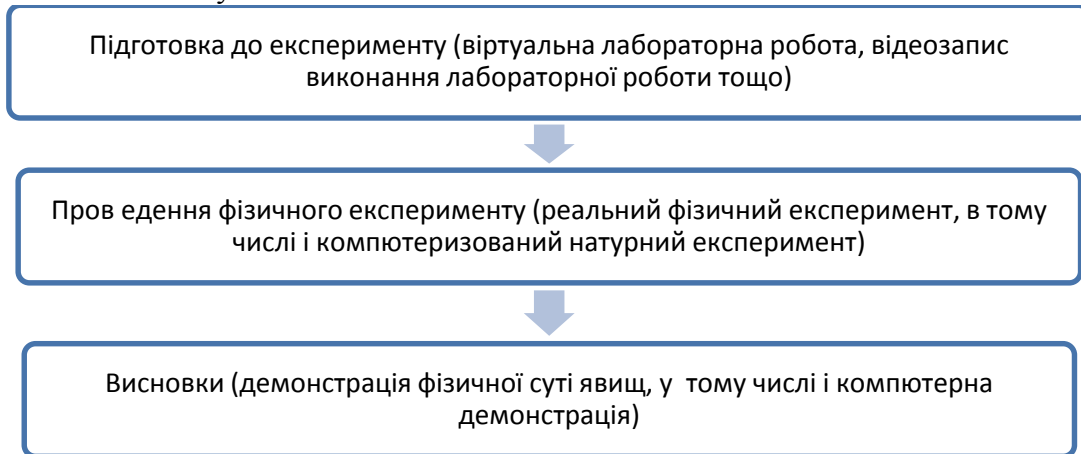 Підготовка до експерименту (віртуальна лабораторна робота, відеозапис
виконання лабораторної роботи тощо)
Пров едення фізичного експерименту (реальний фізичний експеримент, в тому
числі і компютеризований натурний експеримент)
Висновки (демонстрація фізичної суті явищ, у  тому числі і компютерна
демонстрація)